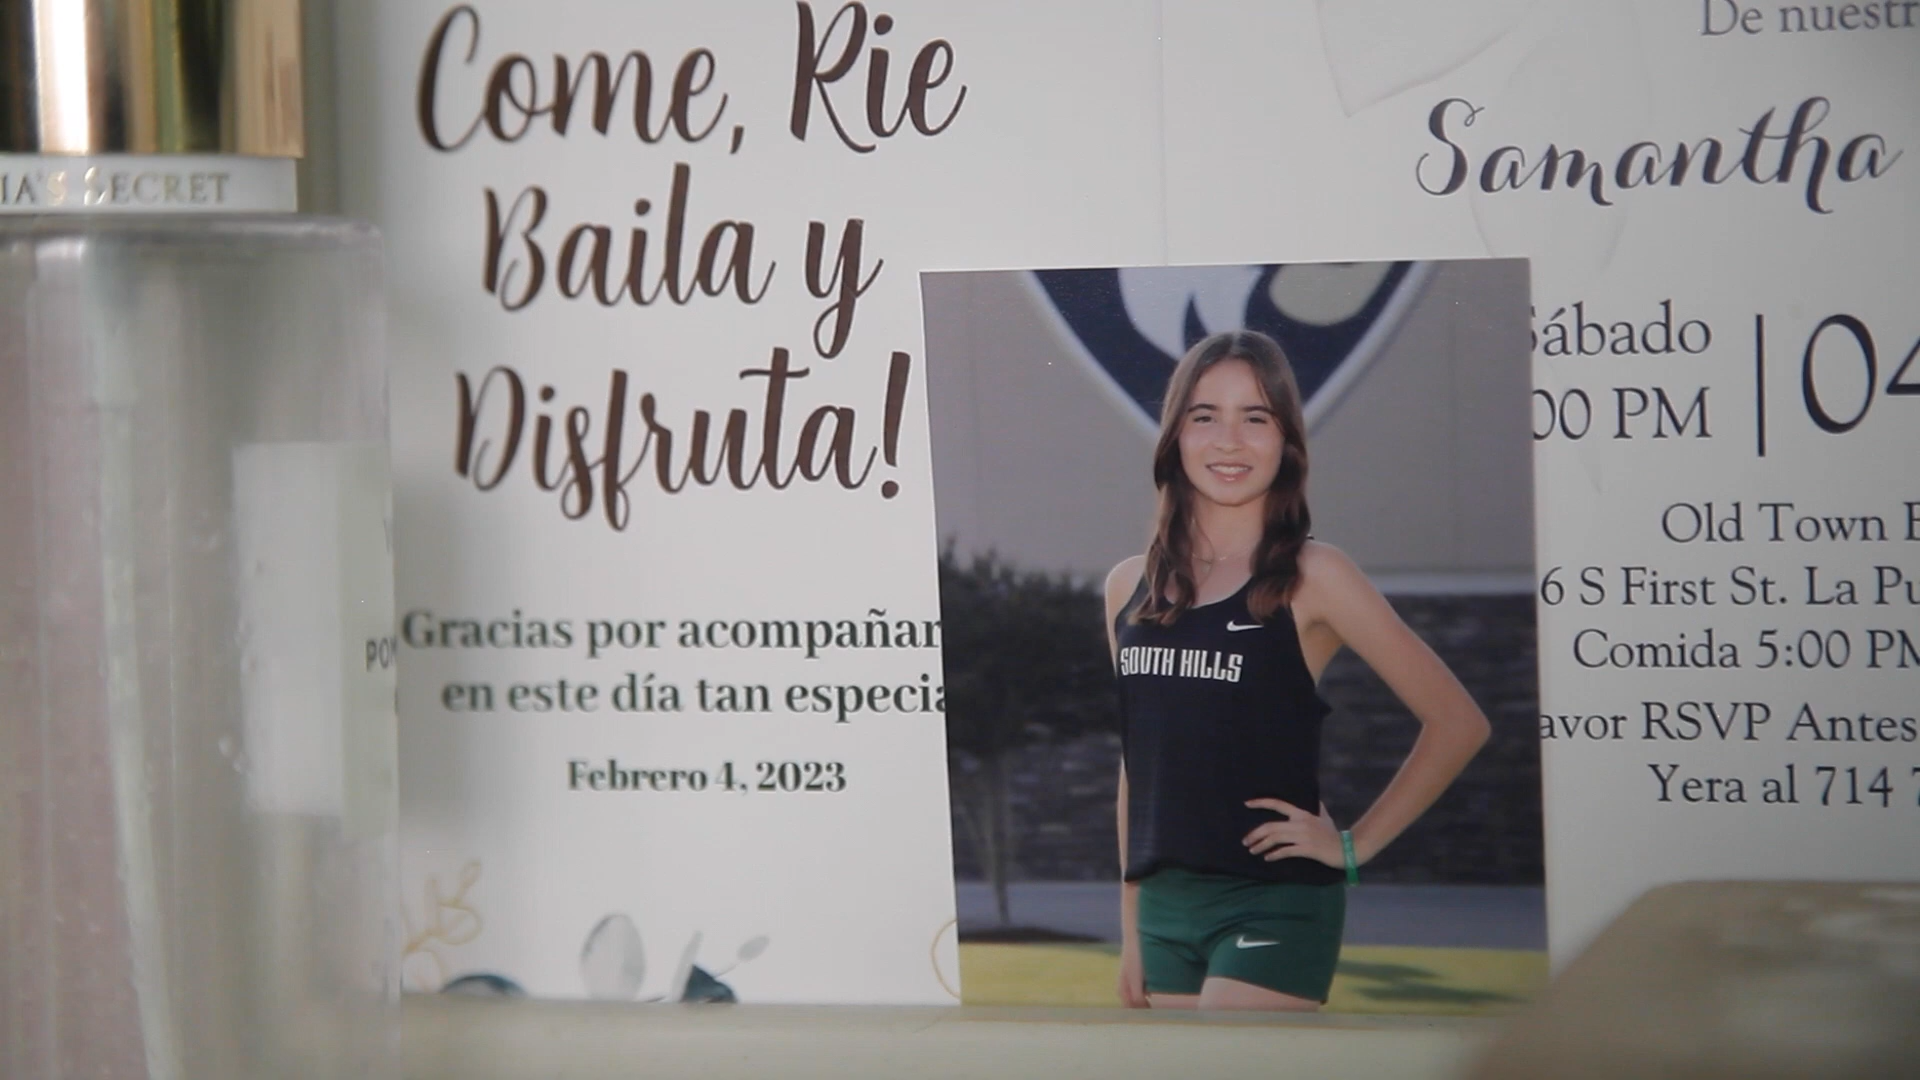 IA'S SECRET
Come, Rie
Baila y
Disfruta!
Gracias por acompañar
en este día tan especia
Febrero 4, 2023
SOUTH HILLS
De nuestr
Samantha
Sábado
00 PM
04
Old Town
6 S First St. La Pu
Comida 5:00 PM
avor RSVP Antes
Yera al 714 7